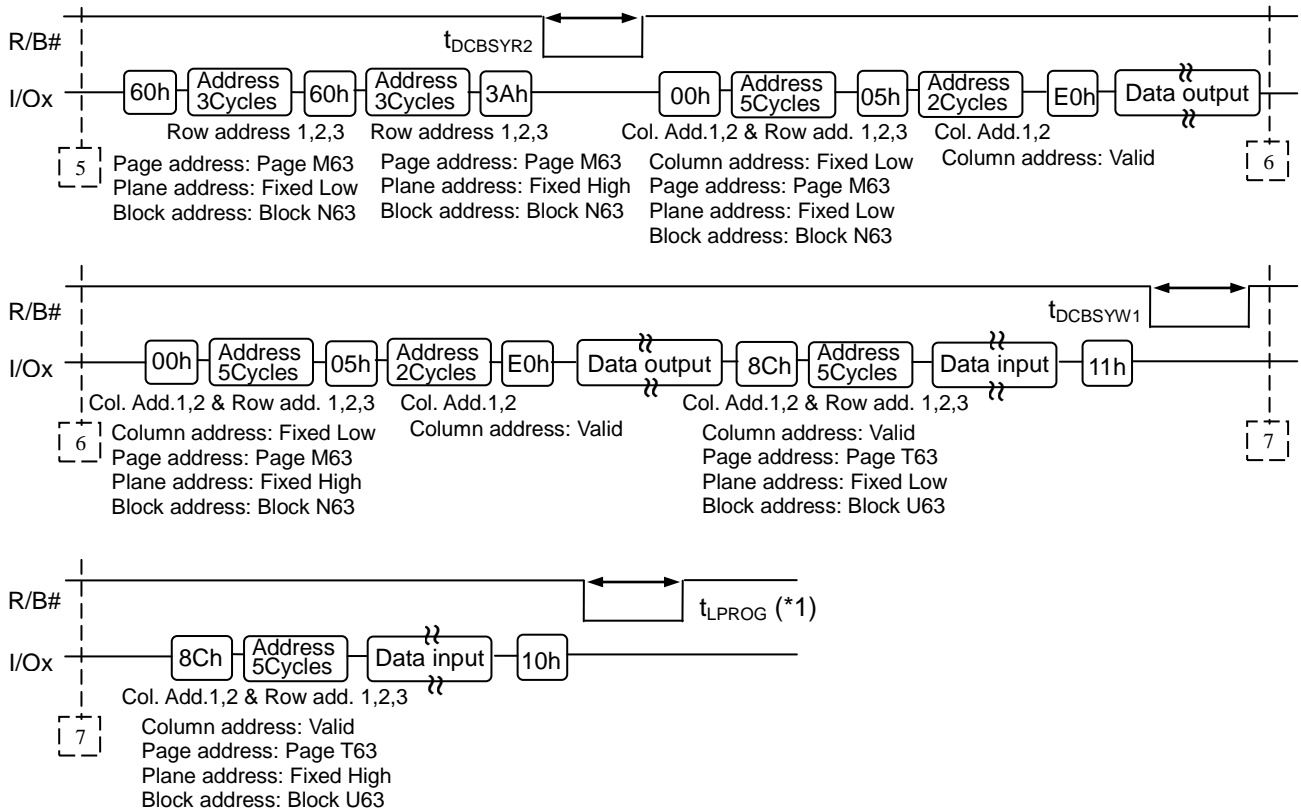 R/B#
tDCBSYR2
I/Ox
60h Address 3Cycles 60h Address 3Cycles 3Ah 00h Address 5Cycles 05h Address 2Cycles E0h Data output
Row address 1,2,3 Row address 1,2,3 Col. Add.1,2 & Row add. 1,2,3 Col. Add.1,2
5
Page address: Page M63
Plane address: Fixed Low
Block address: Block N63
Page address: Page M63
Plane address: Fixed High
Block address: Block N63
Column address: Fixed Low
Page address: Page M63
Plane address: Fixed Low
Block address: Block N63
Column address: Valid
6
R/B#
tDCBSYW1
I/Ox
00h Address 5Cycles 05h Address 2Cycles E0h Data output 8Ch Address 5Cycles Data input 11h
Col. Add.1,2 & Row add. 1,2,3 Col. Add.1,2 Col. Add.1,2 & Row add. 1,2,3
6
Column address: Fixed Low
Page address: Page M63
Plane address: Fixed High
Block address: Block N63
Column address: Valid
Column address: Valid
Page address: Page T63
Plane address: Fixed Low
Block address: Block U63
7
R/B#
tLPROG (*1)
I/Ox
8Ch Address 5Cycles Data input 10h
Col. Add.1,2 & Row add. 1,2,3
7
Column address: Valid
Page address: Page T63
Plane address: Fixed High
Block address: Block U63